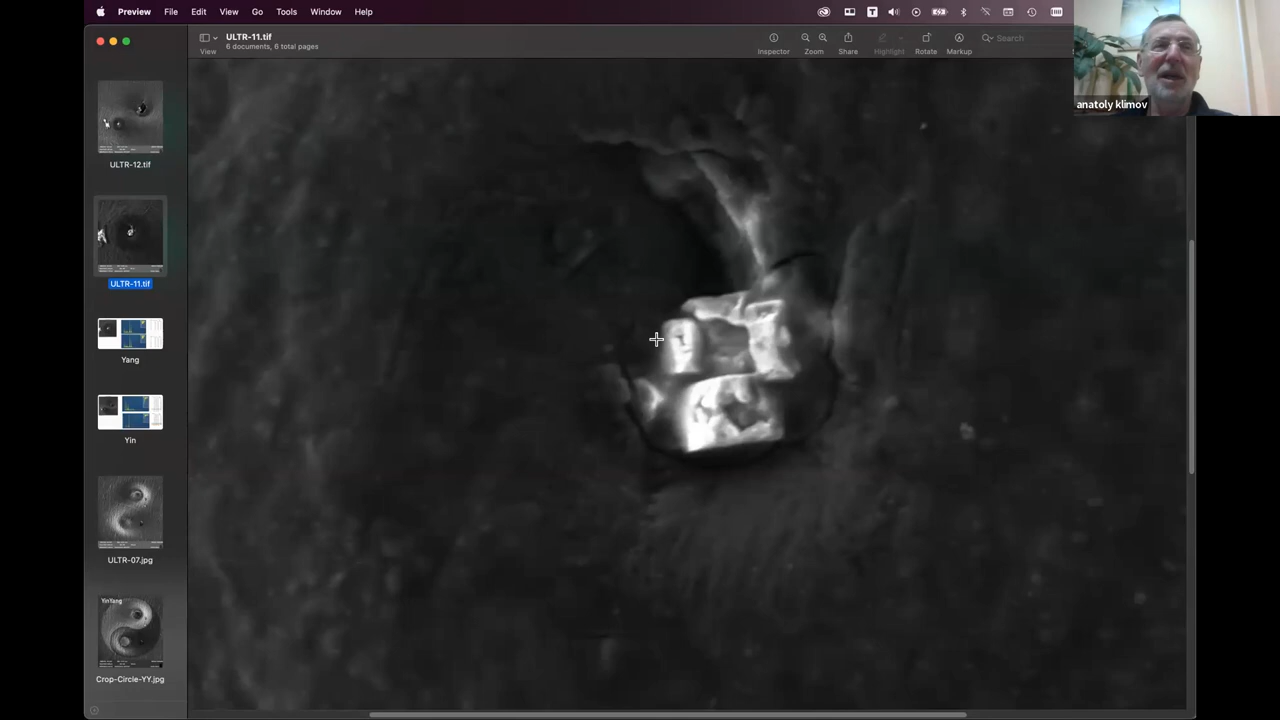 Preview File Edit View Go Tools Window Help
ULTR-11.tif
6 documents, 6 total pages
View Inspector Zoom Share Highlight Rotate Markup Search
anatoly klimov
ULTR-12.tif
ULTR-11.tif
Yang
Yin
ULTR-07.jpg
YinYang
Crop-Circle-YY.jpg